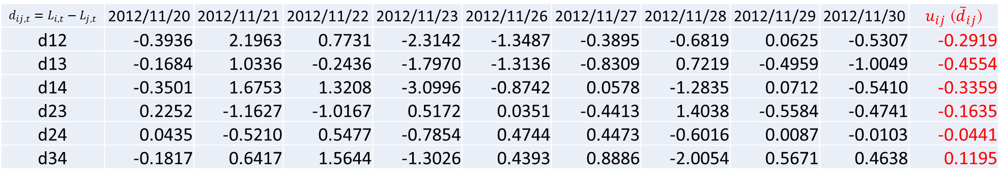 d_{ij,t} = L_{i,t} − L_{j,t} 2012/11/20 2012/11/21 2012/11/22 2012/11/23 2012/11/26 2012/11/27 2012/11/28 2012/11/29 2012/11/30 u_{ij} (d̄_{ij})
d12 -0.3936 2.1963 0.7731 -2.3142 -1.3487 -0.3895 -0.6819 0.0625 -0.5307 -0.2919
d13 -0.1684 1.0336 -0.2436 -1.7970 -1.3136 -0.8309 0.7219 -0.4959 -1.0049 -0.4554
d14 -0.3501 1.6753 1.3208 -3.0996 -0.8742 0.0578 -1.2835 0.0712 -0.5410 -0.3359
d23 0.2252 -1.1627 -1.0167 0.5172 0.0351 -0.4413 1.4038 -0.5584 -0.4741 -0.1635
d24 0.0435 -0.5210 0.5477 -0.7854 0.4744 0.4473 -0.6016 0.0087 -0.0103 -0.0441
d34 -0.1817 0.6417 1.5644 -1.3026 0.4393 0.8886 -2.0054 0.5671 0.4638 0.1195